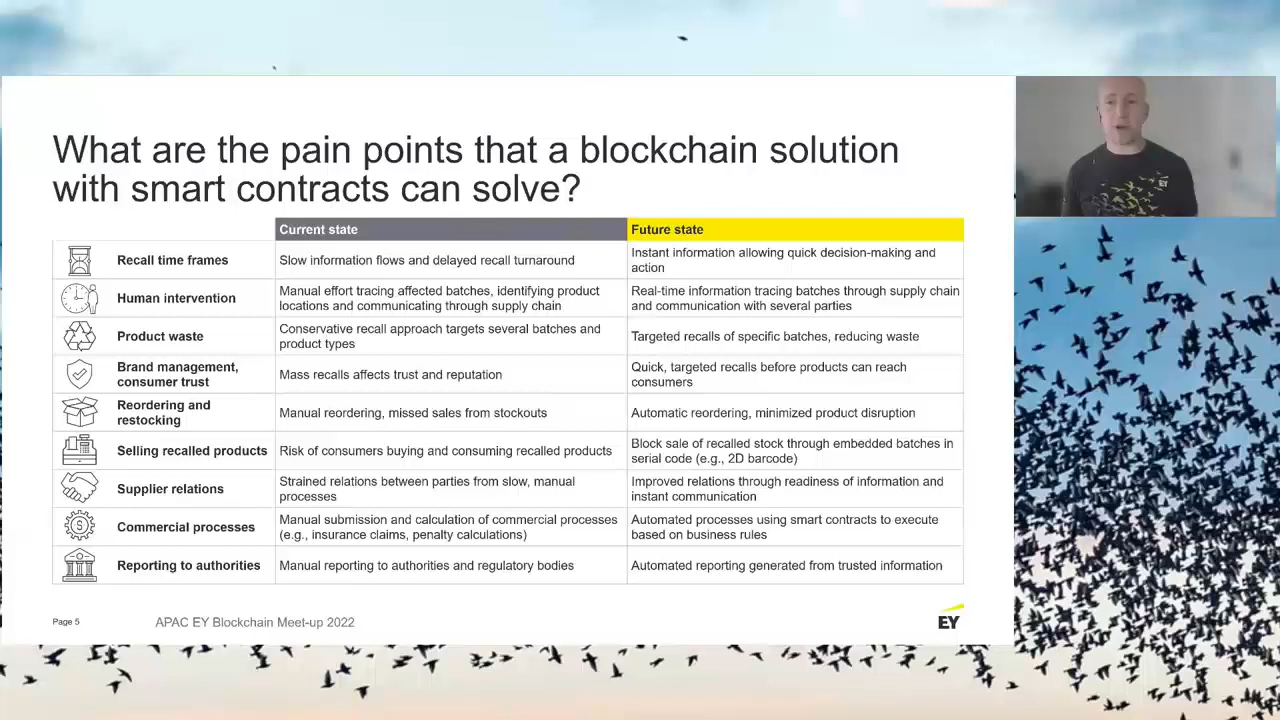 What are the pain points that a blockchain solution
with smart contracts can solve?
Current state
Future state
Recall time frames
Slow information flows and delayed recall turnaround
Instant information allowing quick decision-making and
action
Human intervention
Manual effort tracing affected batches, identifying product
locations and communicating through supply chain
Real-time information tracing batches through supply chain
and communication with several parties
Product waste
Conservative recall approach targets several batches and
product types
Targeted recalls of specific batches, reducing waste
Brand management,
consumer trust
Mass recalls affects trust and reputation
Quick, targeted recalls before products can reach
consumers
Reordering and
restocking
Manual reordering, missed sales from stockouts
Automatic reordering, minimized product disruption
Selling recalled products
Risk of consumers buying and consuming recalled products
Block sale of recalled stock through embedded batches in
serial code (e.g., 2D barcode)
Supplier relations
Strained relations between parties from slow, manual
processes
Improved relations through readiness of information and
instant communication
Commercial processes
Manual submission and calculation of commercial processes
(e.g., insurance claims, penalty calculations)
Automated processes using smart contracts to execute
based on business rules
Reporting to authorities
Manual reporting to authorities and regulatory bodies
Automated reporting generated from trusted information
Page 5
APAC EY Blockchain Meet-up 2022
EY
EY